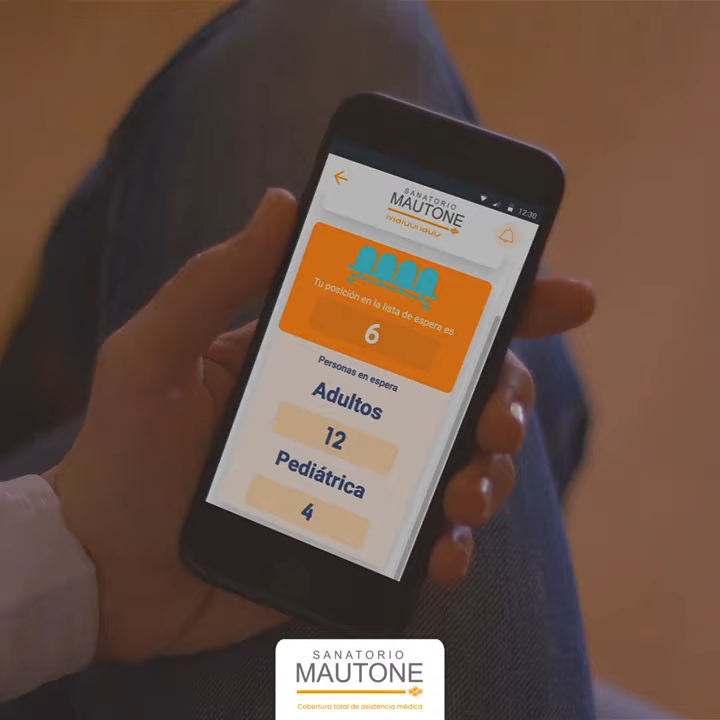 12:30
SANATORIO
MAUTONE
Maldonado
Tu posición en la lista de espera es
6
Personas en espera
Adultos
12
Pediátrica
4
SANATORIO
MAUTONE
Cobertura total de asistencia médica